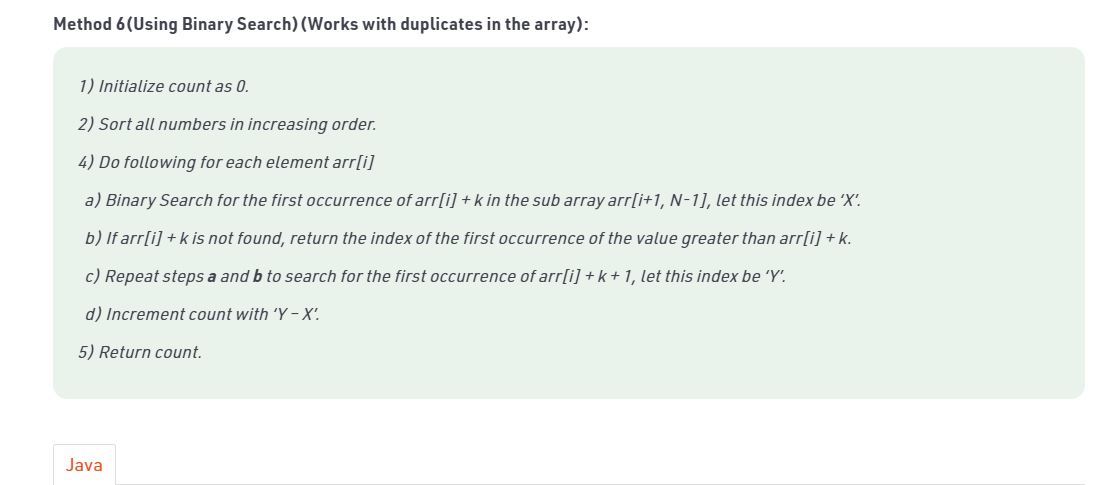 Method 6(Using Binary Search)(Works with duplicates in the array):
1) Initialize count as 0.
2) Sort all numbers in increasing order.
4) Do following for each element arr[i]
a) Binary Search for the first occurrence of arr[i] + k in the sub array arr[i+1, N-1], let this index be ‘X’.
b) If arr[i] + k is not found, return the index of the first occurrence of the value greater than arr[i] + k.
c) Repeat steps a and b to search for the first occurrence of arr[i] + k + 1, let this index be ‘Y’.
d) Increment count with ‘Y – X’.
5) Return count.
Java